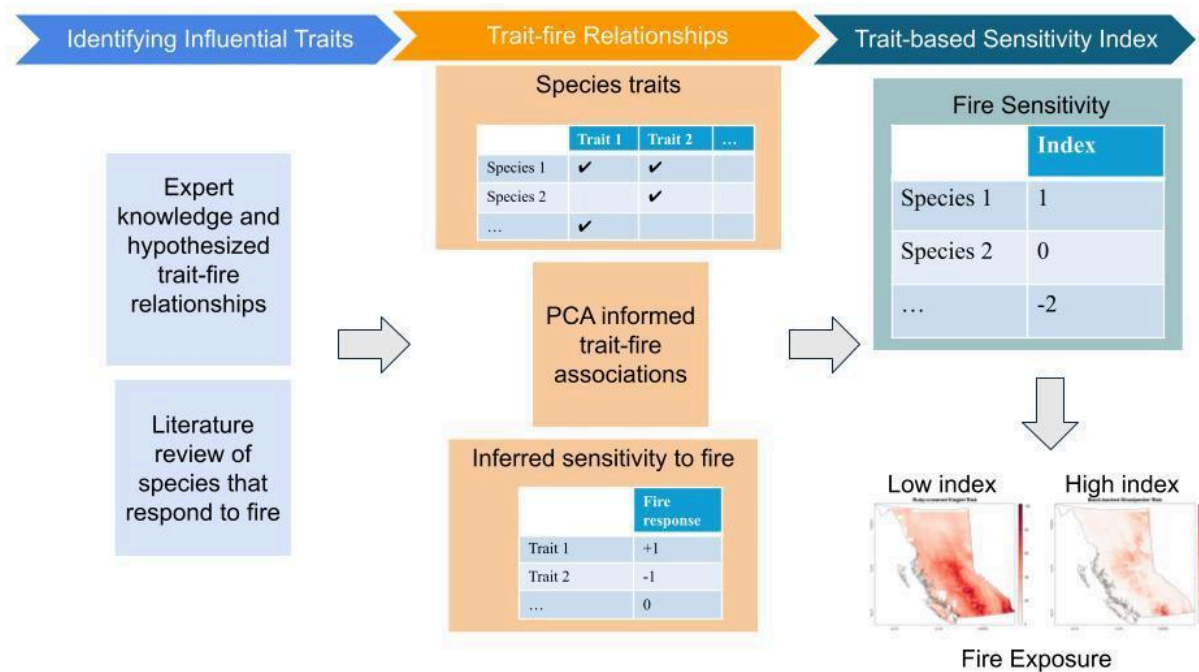 Identifying Influential Traits
Trait-fire Relationships
Trait-based Sensitivity Index
Expert
knowledge and
hypothesized
trait-fire
relationships
Literature
review of
species that
respond to fire
Species traits
Trait 1 Trait 2 ...
Species 1 ✔ ✔
Species 2 ✔
... ✔
PCA informed
trait-fire
associations
Inferred sensitivity to fire
Fire
response
Trait 1 +1
Trait 2 -1
... 0
Fire Sensitivity
Index
Species 1 1
Species 2 0
... -2
Low index
High index
Fire Exposure